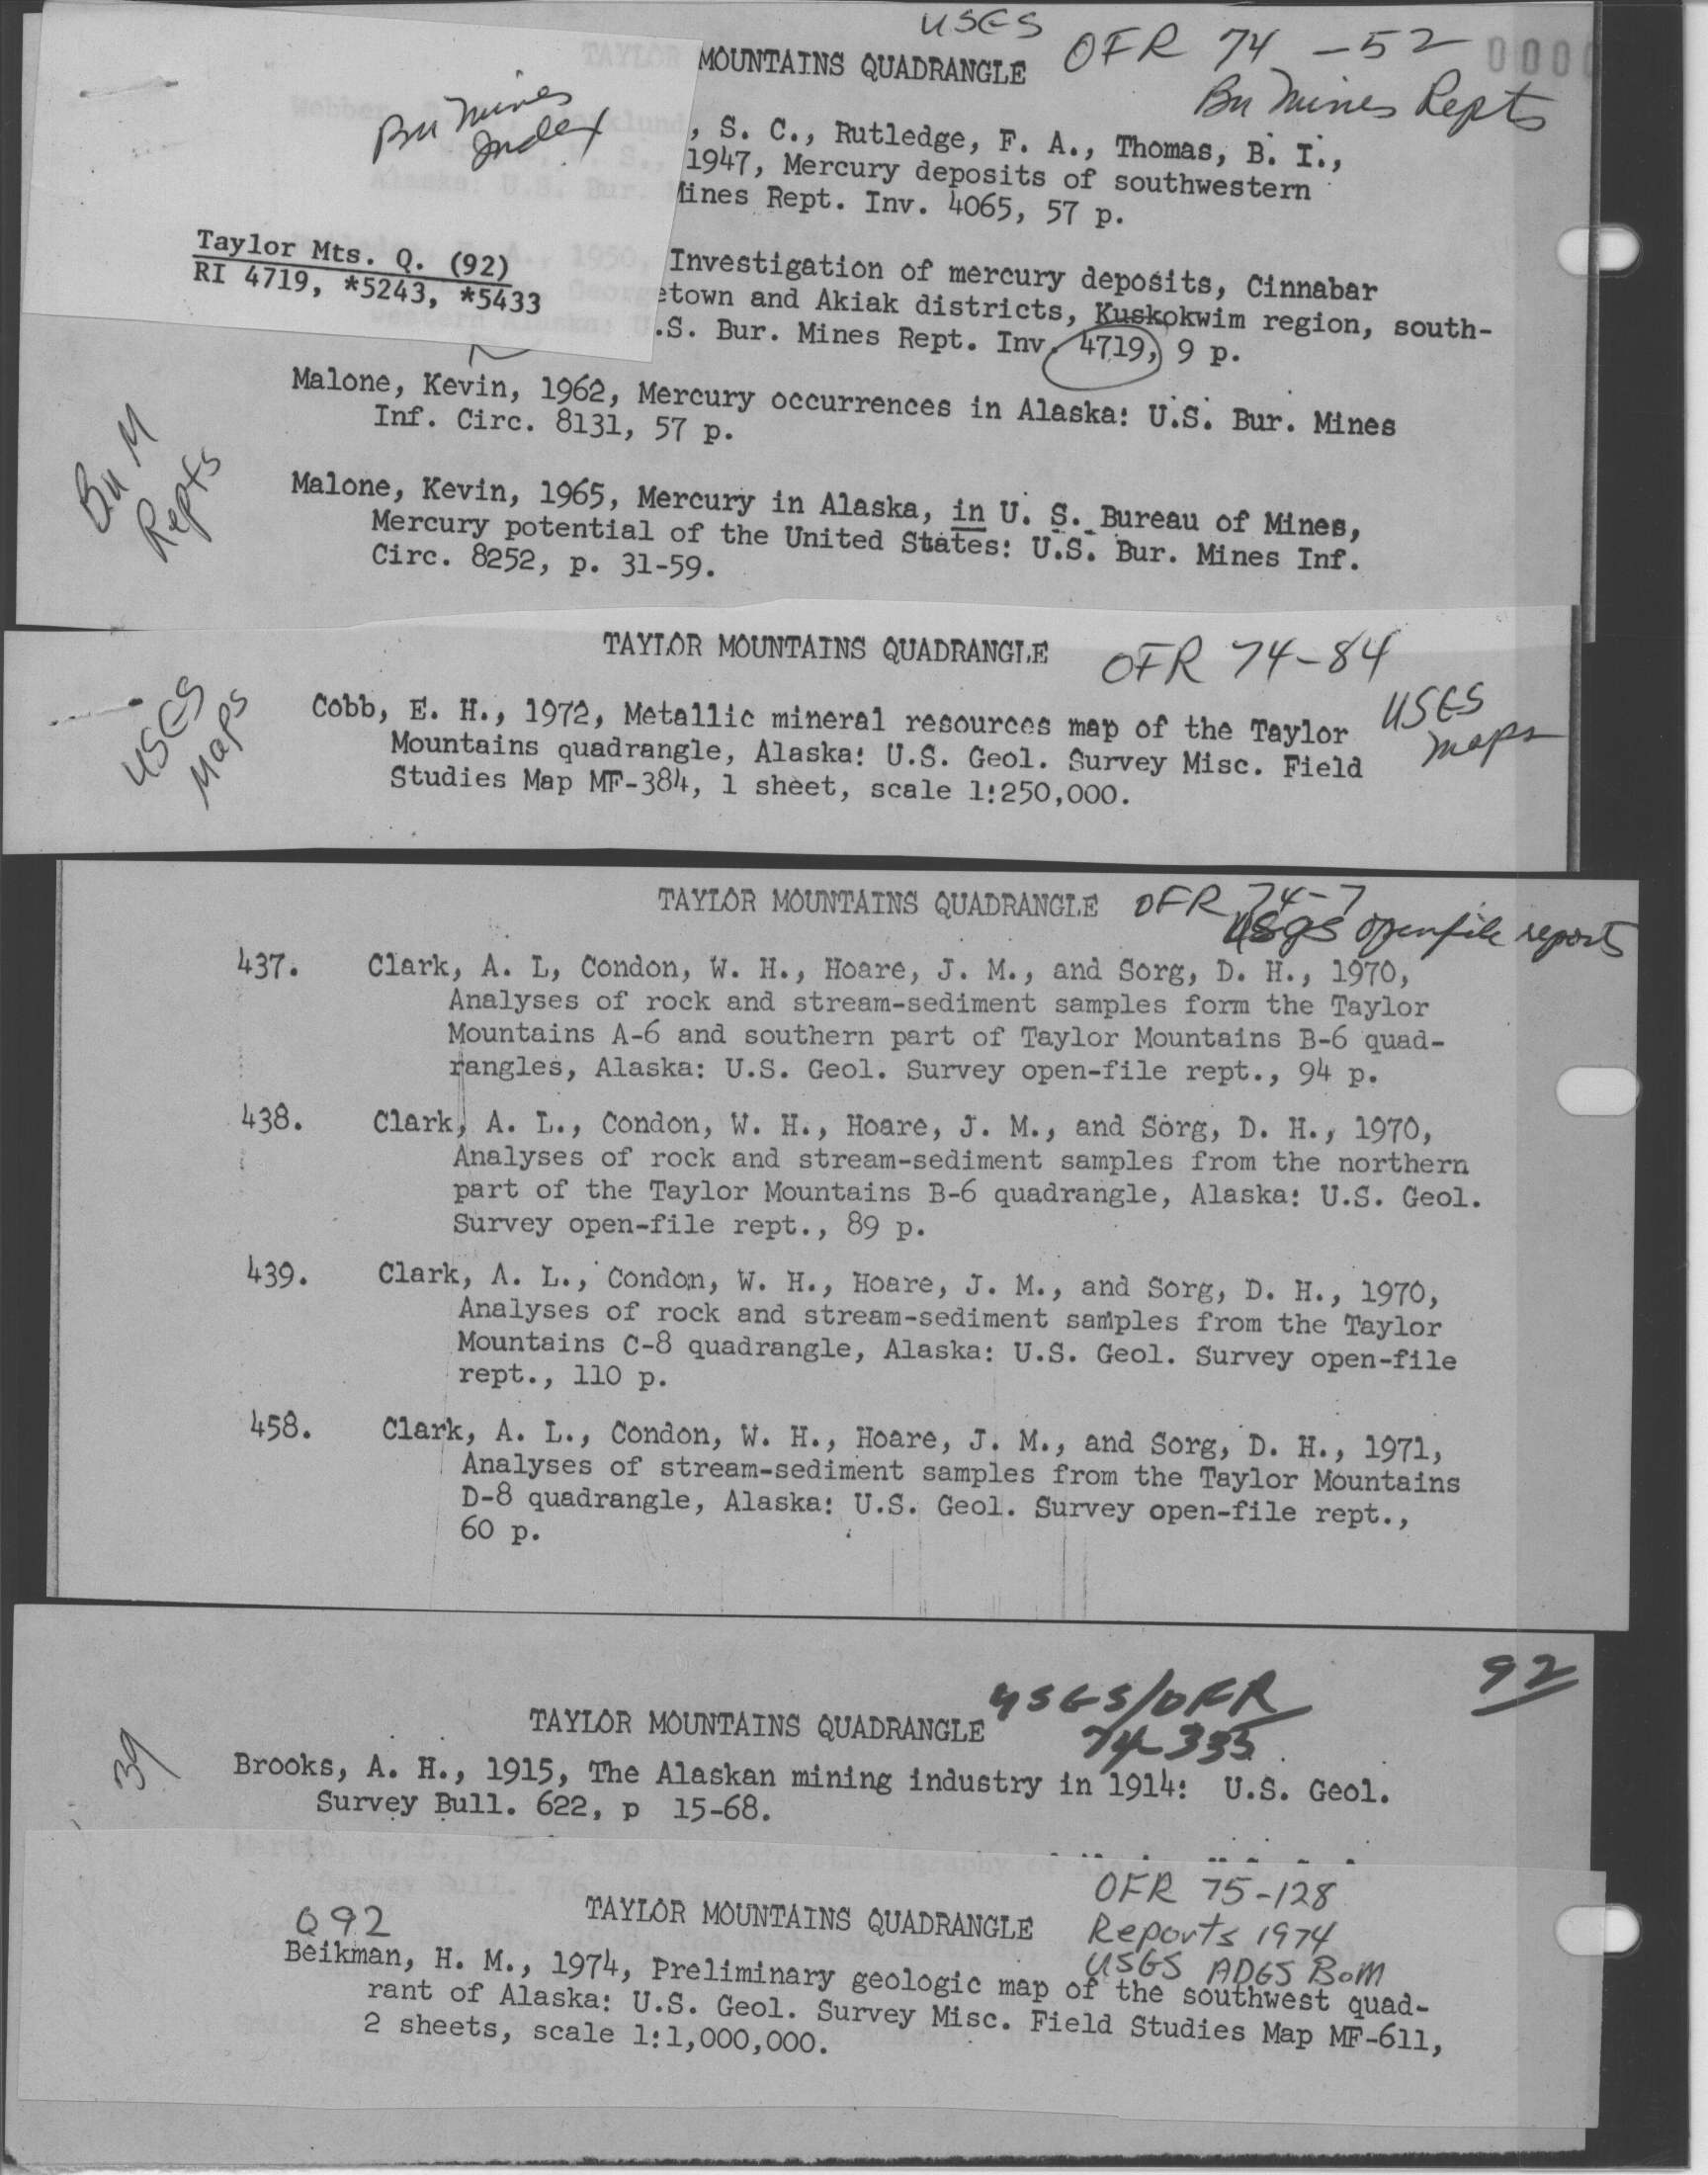 USGS
MOUNTAINS QUADRANGLE OFR 74-52
Bu Mines Repts
Bu Mines
Index
, S. C., Rutledge, F. A., Thomas, B. I.,
1947, Mercury deposits of southwestern
Mines Rept. Inv. 4065, 57 p.
Taylor Mts. Q. (92)
RI 4719, *5243, *5433
Investigation of mercury deposits, Cinnabar
etown and Akiak districts, Kuskokwim region, south-
.S. Bur. Mines Rept. Inv. 4719, 9 p.
Malone, Kevin, 1962, Mercury occurrences in Alaska: U.S. Bur. Mines
Inf. Circ. 8131, 57 p.
BuM
Repts
Malone, Kevin, 1965, Mercury in Alaska, in U. S. Bureau of Mines,
Mercury potential of the United States: U.S. Bur. Mines Inf.
Circ. 8252, p. 31-59.
TAYLOR MOUNTAINS QUADRANGLE OFR 74-84
USGS
Maps
USGS
Maps
Cobb, E. H., 1972, Metallic mineral resources map of the Taylor
Mountains quadrangle, Alaska: U.S. Geol. Survey Misc. Field
Studies Map MF-384, 1 sheet, scale 1:250,000.
TAYLOR MOUNTAINS QUADRANGLE OFR 74-7
USGS open file reports
437. Clark, A. L, Condon, W. H., Hoare, J. M., and Sorg, D. H., 1970,
Analyses of rock and stream-sediment samples form the Taylor
Mountains A-6 and southern part of Taylor Mountains B-6 quad-
rangles, Alaska: U.S. Geol. Survey open-file rept., 94 p.
438. Clark, A. L., Condon, W. H., Hoare, J. M., and Sorg, D. H., 1970,
Analyses of rock and stream-sediment samples from the northern
part of the Taylor Mountains B-6 quadrangle, Alaska: U.S. Geol.
Survey open-file rept., 89 p.
439. Clark, A. L., Condon, W. H., Hoare, J. M., and Sorg, D. H., 1970,
Analyses of rock and stream-sediment samples from the Taylor
Mountains C-8 quadrangle, Alaska: U.S. Geol. Survey open-file
rept., 110 p.
458. Clark, A. L., Condon, W. H., Hoare, J. M., and Sorg, D. H., 1971,
Analyses of stream-sediment samples from the Taylor Mountains
D-8 quadrangle, Alaska: U.S. Geol. Survey open-file rept.,
60 p.
92
TAYLOR MOUNTAINS QUADRANGLE USGS/OFR
74-335
39
Brooks, A. H., 1915, The Alaskan mining industry in 1914: U.S. Geol.
Survey Bull. 622, p 15-68.
OFR 75-128
Q92 TAYLOR MOUNTAINS QUADRANGLE Reports 1974
USGS ADGS BoM
Beikman, H. M., 1974, Preliminary geologic map of the southwest quad-
rant of Alaska: U.S. Geol. Survey Misc. Field Studies Map MF-611,
2 sheets, scale 1:1,000,000.